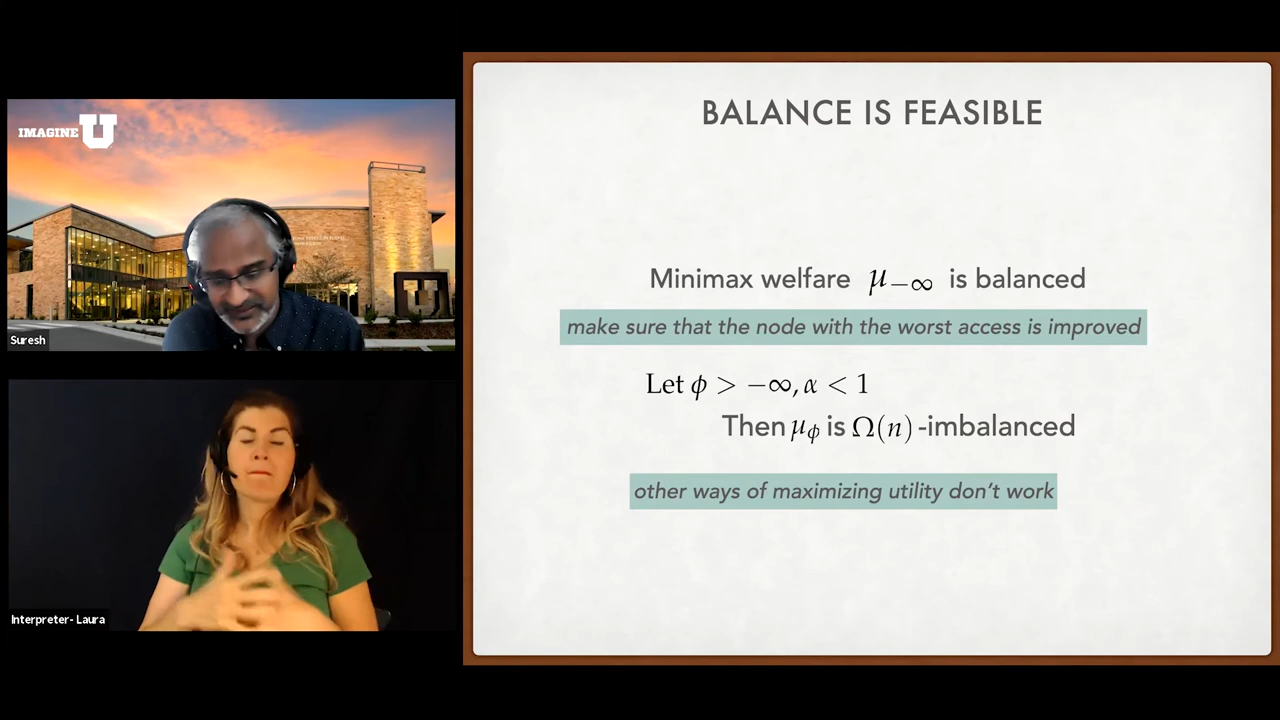 IMAGINE U
Suresh
Interpreter- Laura
BALANCE IS FEASIBLE
Minimax welfare μ−∞ is balanced
make sure that the node with the worst access is improved
Let ϕ > −∞, α < 1
Then μϕ is Ω(n) -imbalanced
other ways of maximizing utility don't work